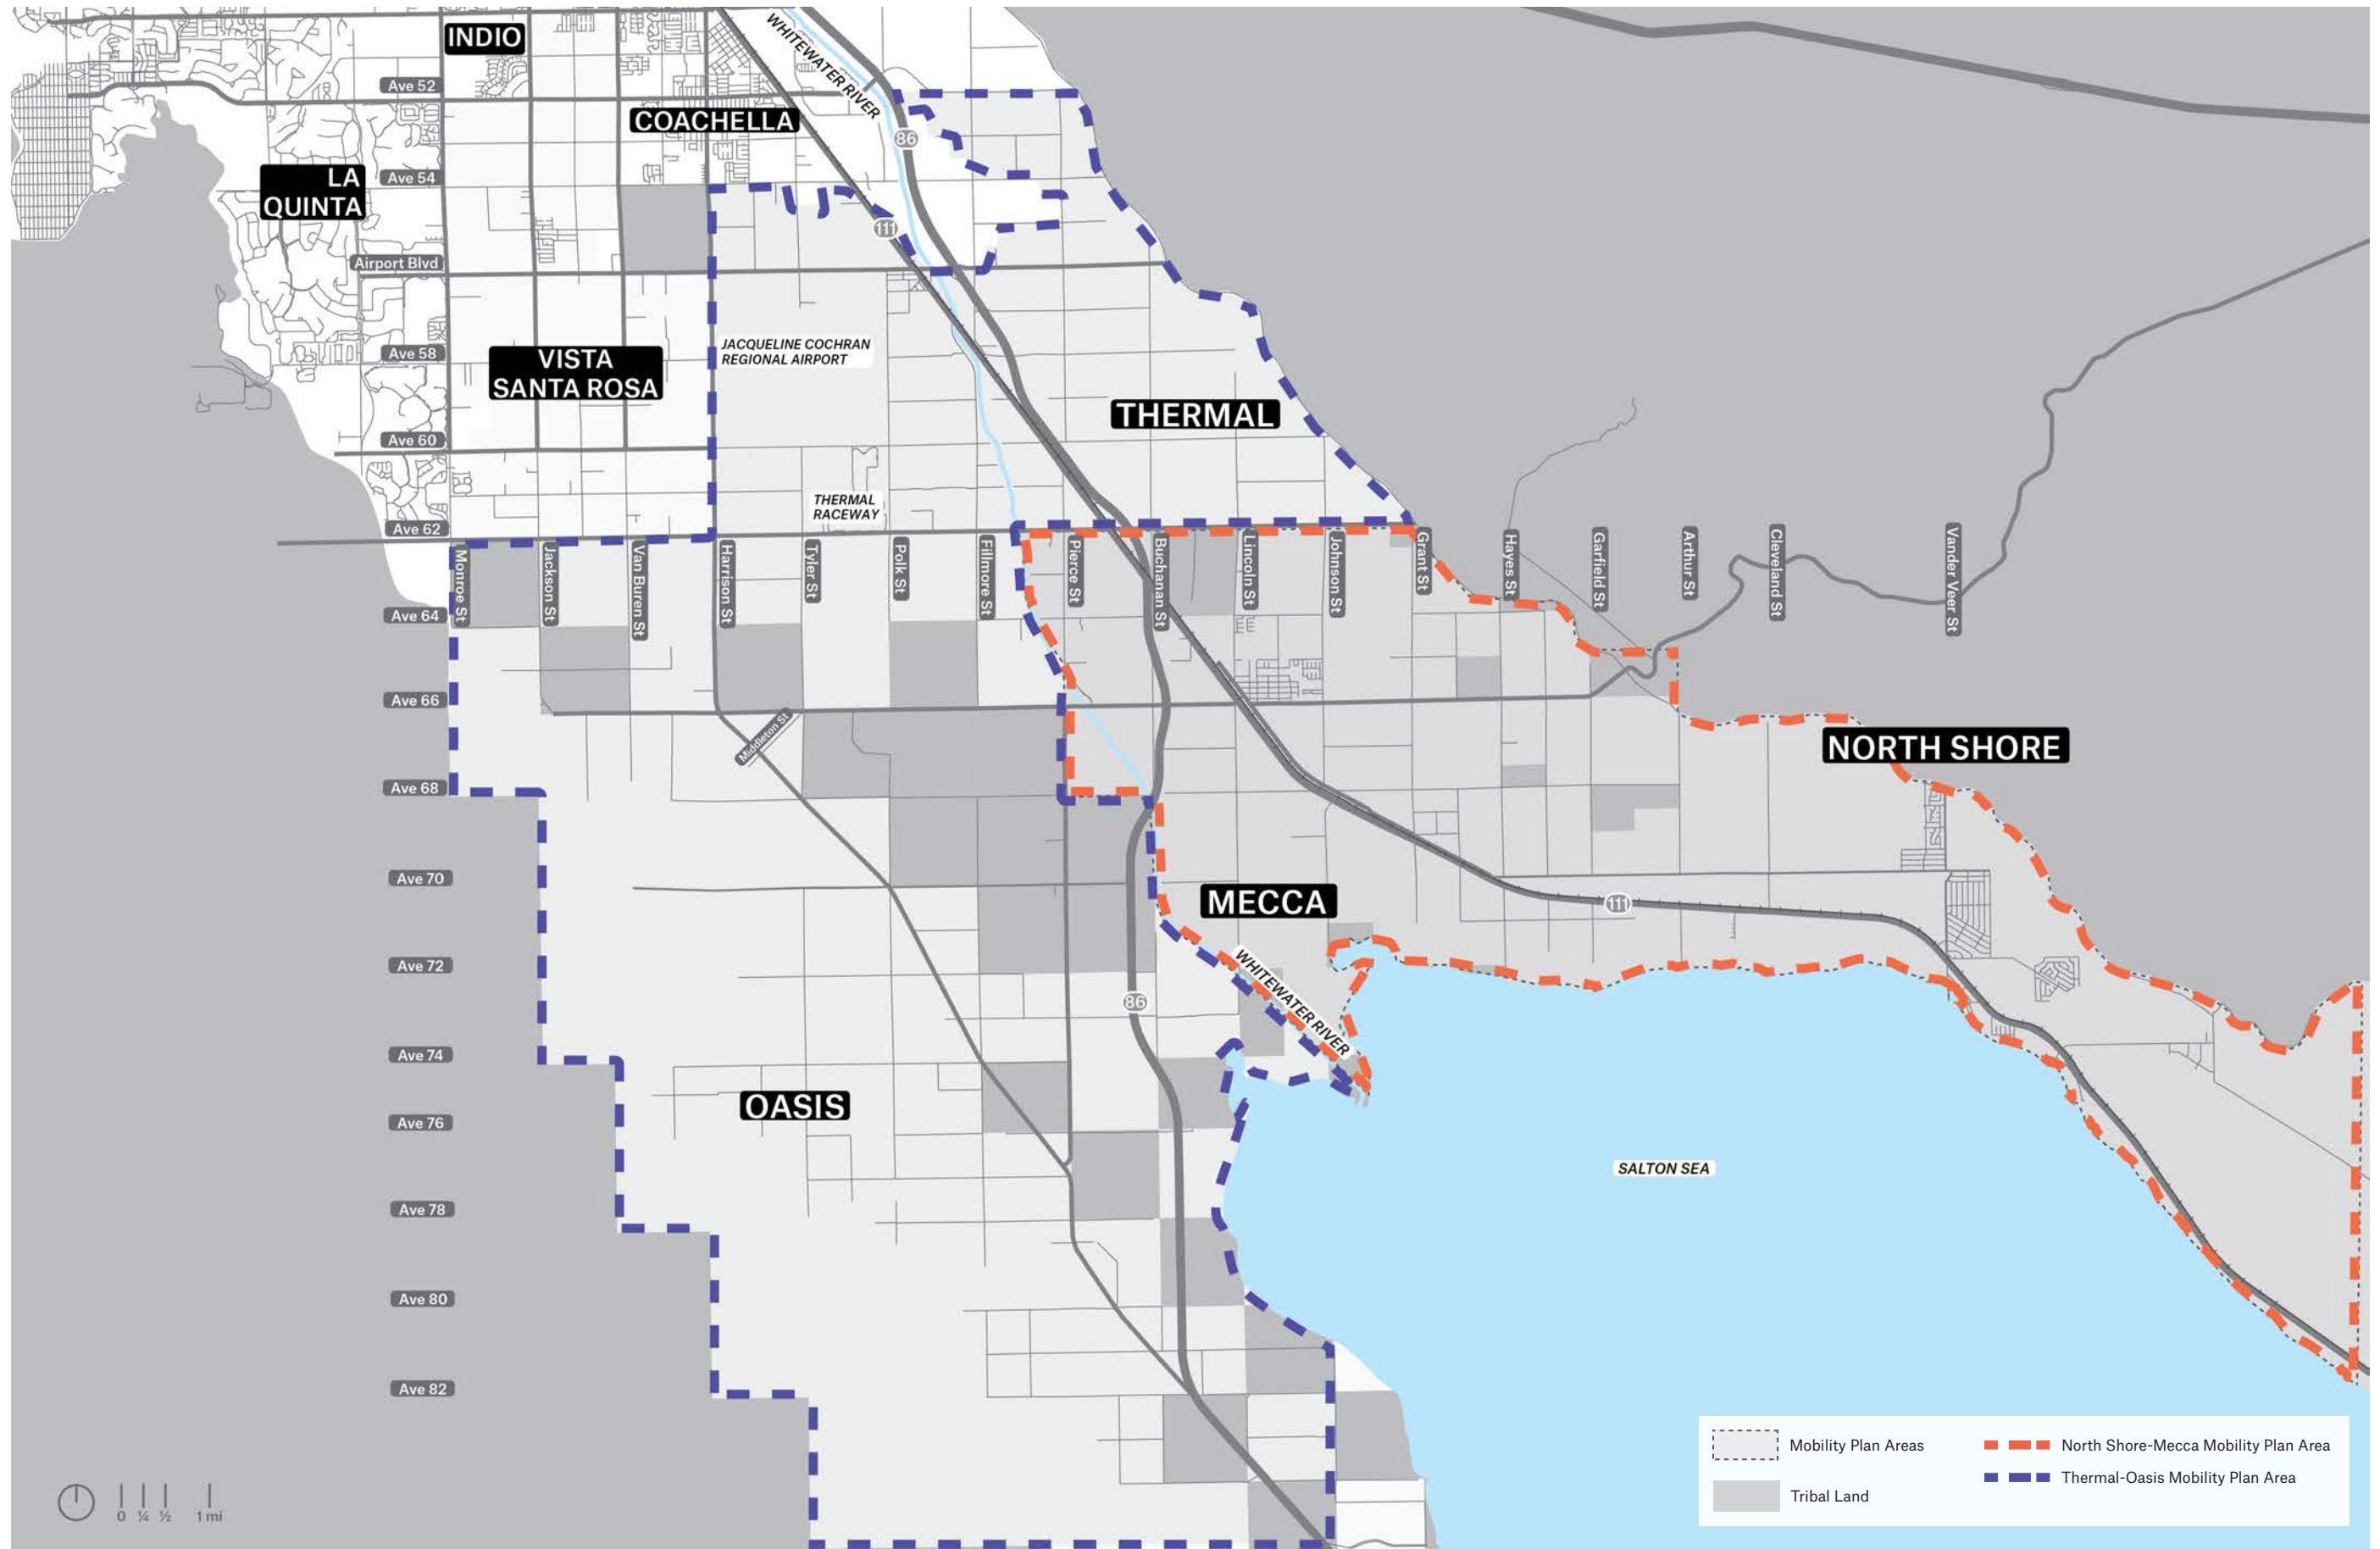 INDIO
WHITEWATER RIVER
Ave 52
COACHELLA
86
LA
QUINTA
Ave 54
111
Airport Blvd
JACQUELINE COCHRAN
REGIONAL AIRPORT
Ave 58
VISTA
SANTA ROSA
THERMAL
Ave 60
THERMAL
RACEWAY
Ave 62
Monroe St
Jackson St
Van Buren St
Harrison St
Tyler St
Polk St
Fillmore St
Pierce St
Buchanan St
Lincoln St
Johnson St
Grant St
Hayes St
Garfield St
Arthur St
Cleveland St
Vander Veer St
Ave 64
Ave 66
Middleton St
NORTH SHORE
Ave 68
Ave 70
MECCA
111
Ave 72
WHITEWATER RIVER
86
Ave 74
OASIS
Ave 76
SALTON SEA
Ave 78
Ave 80
Ave 82
Mobility Plan Areas
Tribal Land
North Shore-Mecca Mobility Plan Area
Thermal-Oasis Mobility Plan Area
0 ¼ ½ 1 mi